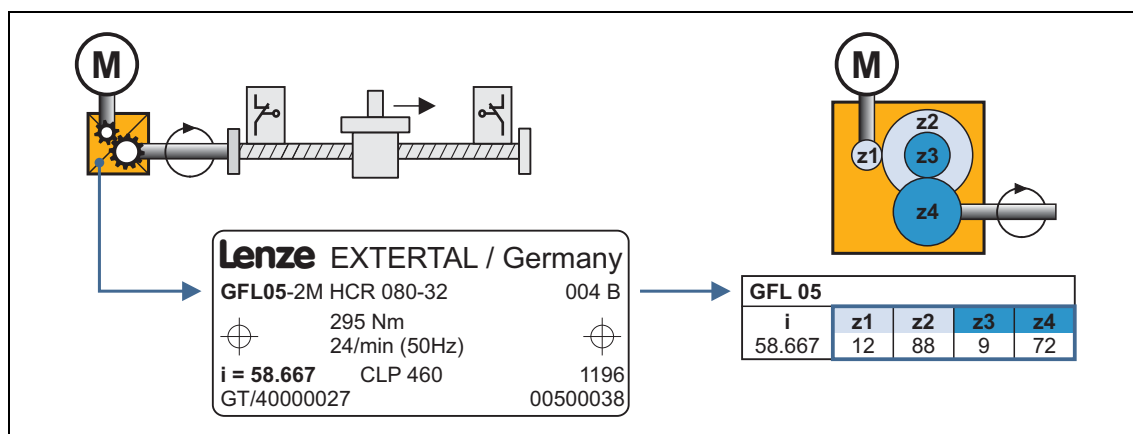 M
M
z2
z1
z3
z4
Lenze EXTERTAL / Germany
GFL05-2M HCR 080-32 004 B
295 Nm
24/min (50Hz)
i = 58.667 CLP 460 1196
GT/40000027 00500038
GFL 05
i z1 z2 z3 z4
58.667 12 88 9 72